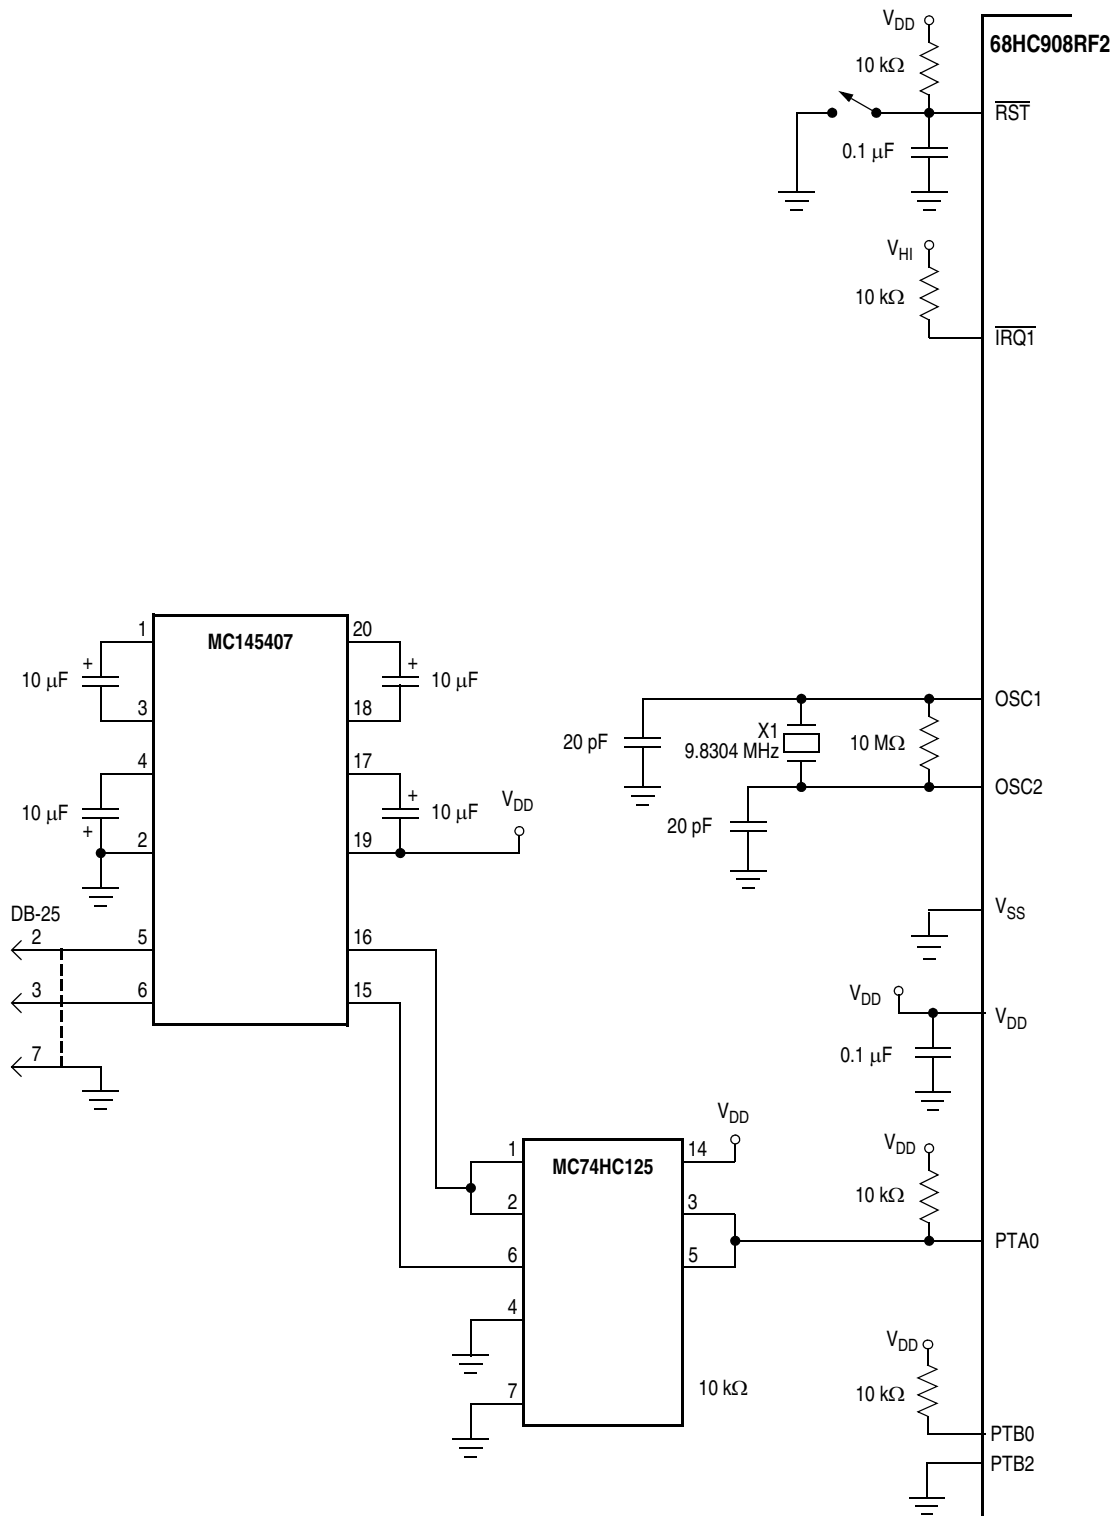 V_DD
68HC908RF2
10 kΩ
RST
0.1 μF
V_HI
10 kΩ
IRQ1
1
MC145407
20
+
10 μF
+
10 μF
3
18
OSC1
X1
9.8304 MHz
10 MΩ
20 pF
4
17
OSC2
10 μF
+
+
10 μF
V_DD
20 pF
2
19
V_SS
DB-25
2
5
16
3
6
15
V_DD
V_DD
0.1 μF
7
V_DD
1
MC74HC125
14
V_DD
2
3
10 kΩ
6
5
PTA0
4
V_DD
7
10 kΩ
10 kΩ
PTB0
PTB2